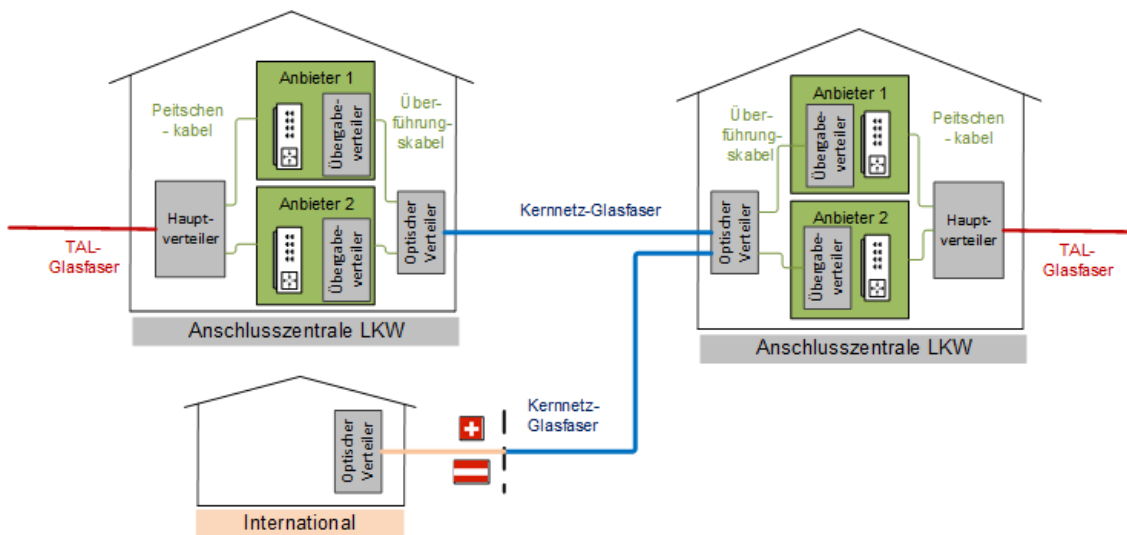 Anbieter 1
Peitschen
- kabel
Übergabe-
verteiler
Über-
führung-
skabel
Haupt-
verteiler
Anbieter 2
Übergabe-
verteiler
Optischer
Verteiler
TAL-
Glasfaser
Anschlusszentrale LKW
Kernnetz-Glasfaser
Anbieter 1
Über-
führung-
skabel
Übergabe-
verteiler
Peitschen
- kabel
Optischer
Verteiler
Anbieter 2
Übergabe-
verteiler
Haupt-
verteiler
TAL-
Glasfaser
Anschlusszentrale LKW
Optischer
Verteiler
Kernnetz-
Glasfaser
International